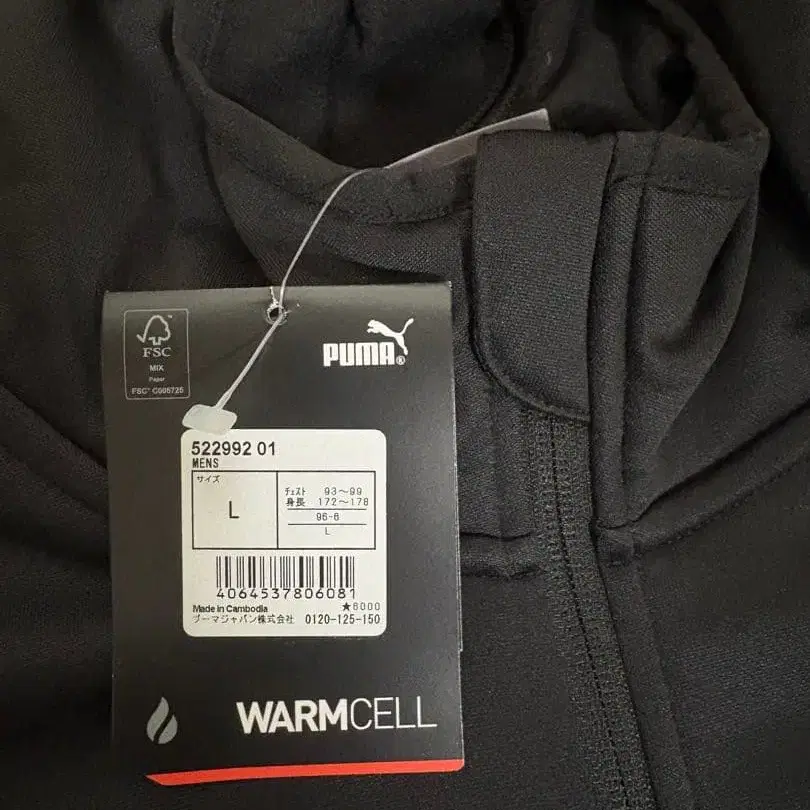 FSC
MIX
Paper
FSC® C005725
PUMA®
522992 01
MENS
サイズ
L
ﾁｪｽﾄ 93～99
身長 172～178
96-6
L
4064537806081
Made in Cambodia
★6000
プーマジャパン株式会社 0120-125-150
WARMCELL